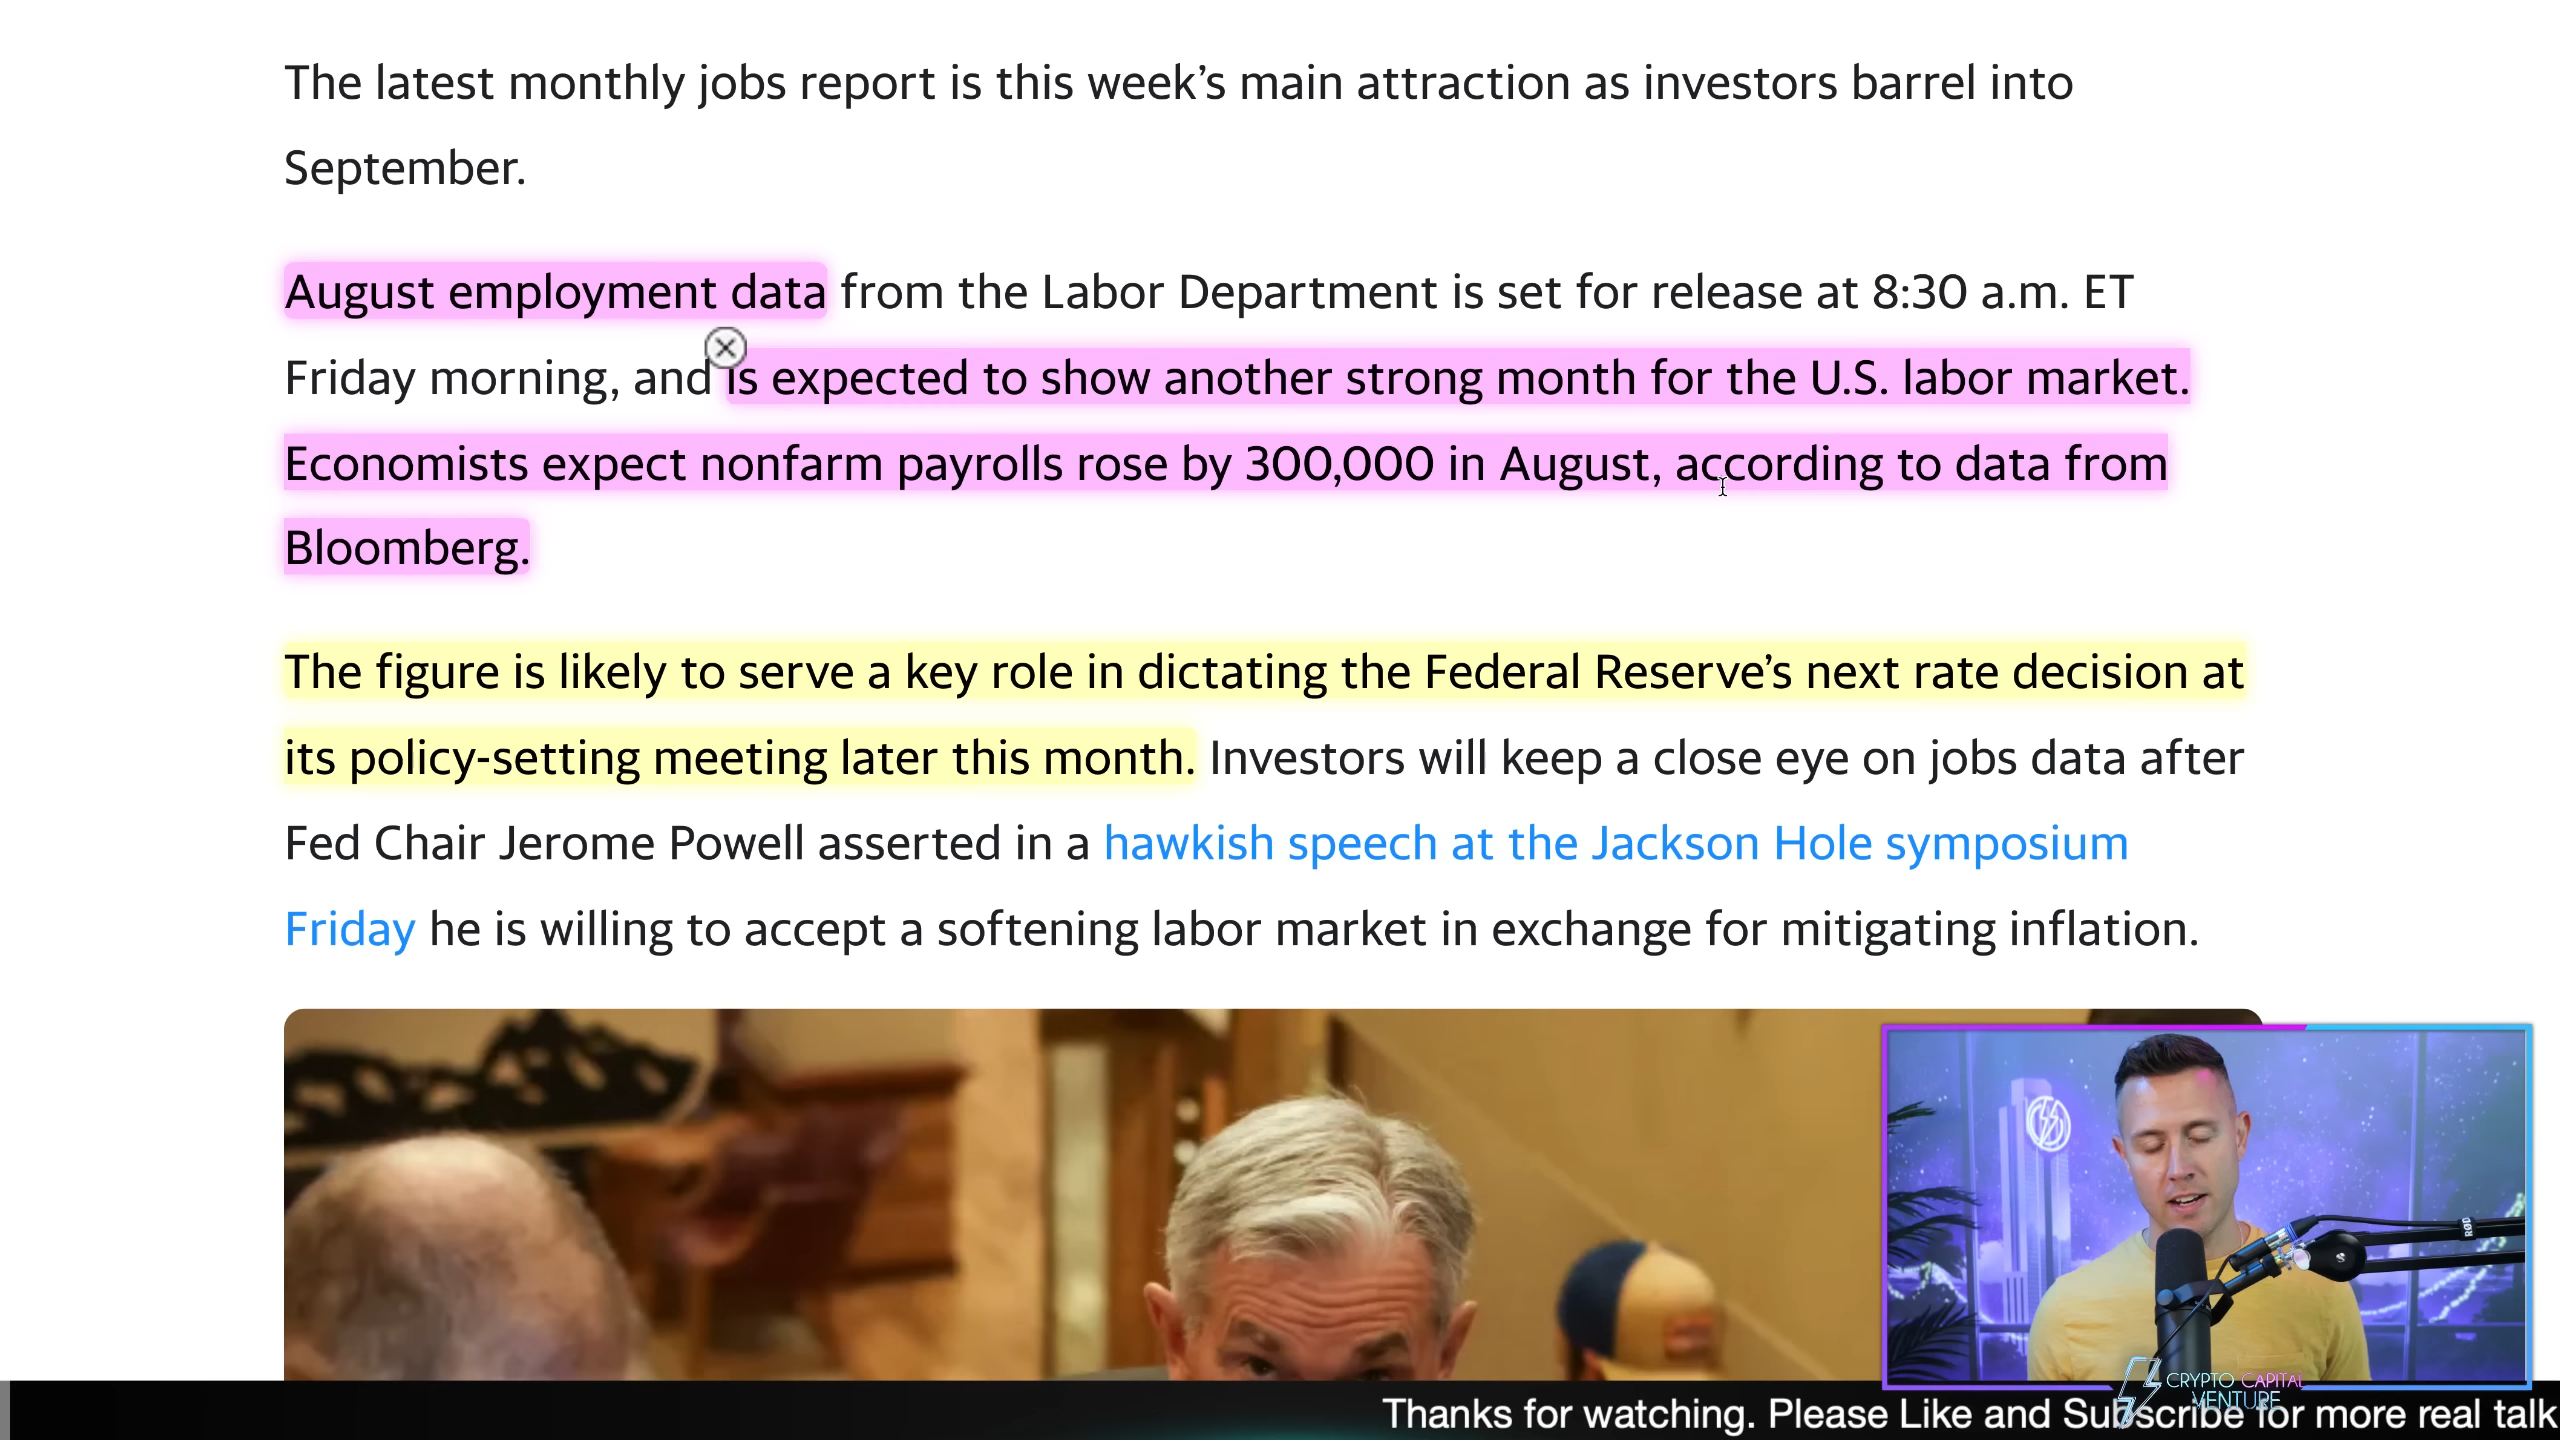 The latest monthly jobs report is this week’s main attraction as investors barrel into
September.
August employment data from the Labor Department is set for release at 8:30 a.m. ET
Friday morning, and is expected to show another strong month for the U.S. labor market.
Economists expect nonfarm payrolls rose by 300,000 in August, according to data from
Bloomberg.
The figure is likely to serve a key role in dictating the Federal Reserve’s next rate decision at
its policy-setting meeting later this month. Investors will keep a close eye on jobs data after
Fed Chair Jerome Powell asserted in a hawkish speech at the Jackson Hole symposium
Friday he is willing to accept a softening labor market in exchange for mitigating inflation.
RØDE
CRYPTO CAPITAL
VENTURE
Thanks for watching. Please Like and Subscribe for more real talk